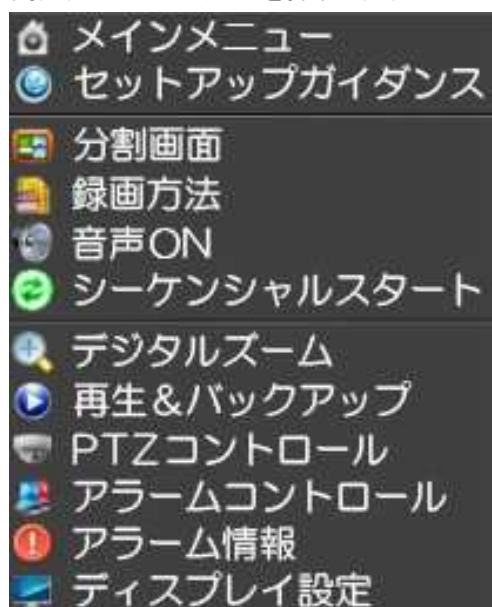 メインメニュー
セットアップガイダンス
分割画面
録画方法
音声ON
シーケンシャルスタート
デジタルズーム
再生&バックアップ
PTZコントロール
アラームコントロール
アラーム情報
ディスプレイ設定